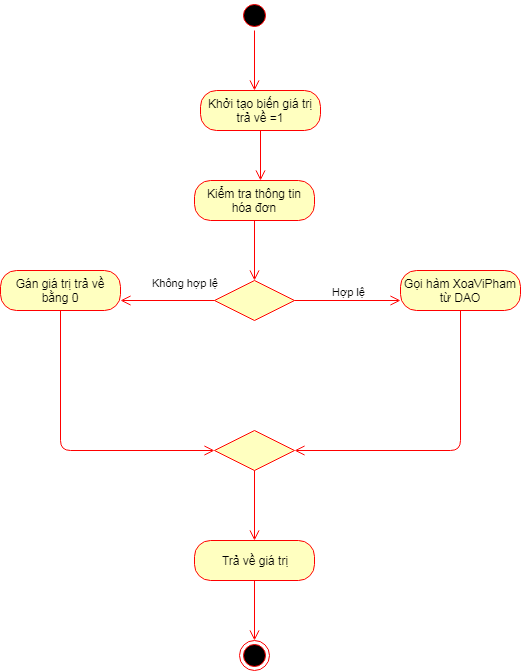 Khởi tạo biến giá trị
trả về =1
Kiểm tra thông tin
hóa đơn
Không hợp lệ
Hợp lệ
Gán giá trị trả về
bằng 0
Gọi hàm XoaViPham
từ DAO
Trả về giá trị